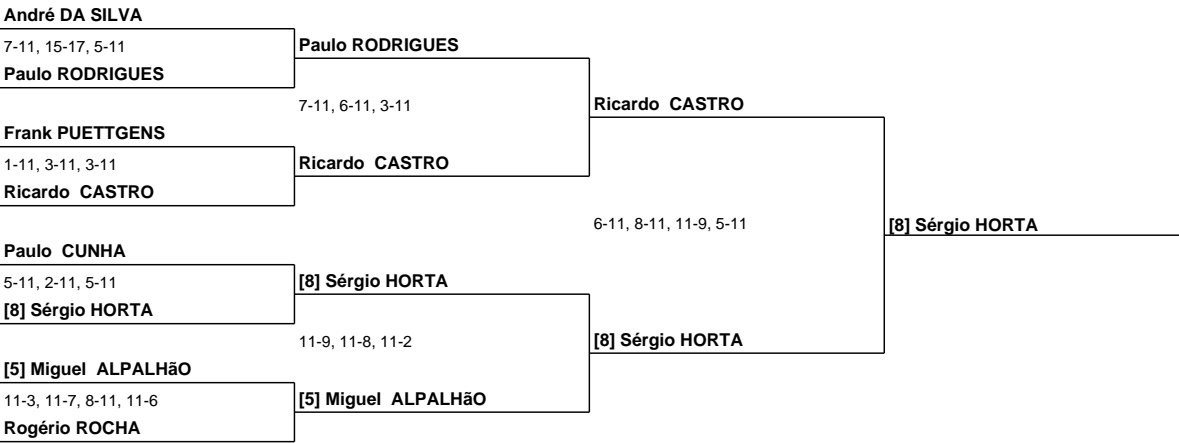 André DA SILVA
7-11, 15-17, 5-11
Paulo RODRIGUES
Paulo RODRIGUES
7-11, 6-11, 3-11
Ricardo  CASTRO
Frank PUETTGENS
1-11, 3-11, 3-11
Ricardo  CASTRO
Ricardo  CASTRO
6-11, 8-11, 11-9, 5-11
[8] Sérgio HORTA
Paulo  CUNHA
5-11, 2-11, 5-11
[8] Sérgio HORTA
[8] Sérgio HORTA
11-9, 11-8, 11-2
[8] Sérgio HORTA
[5] Miguel  ALPALHãO
11-3, 11-7, 8-11, 11-6
[5] Miguel  ALPALHãO
Rogério ROCHA